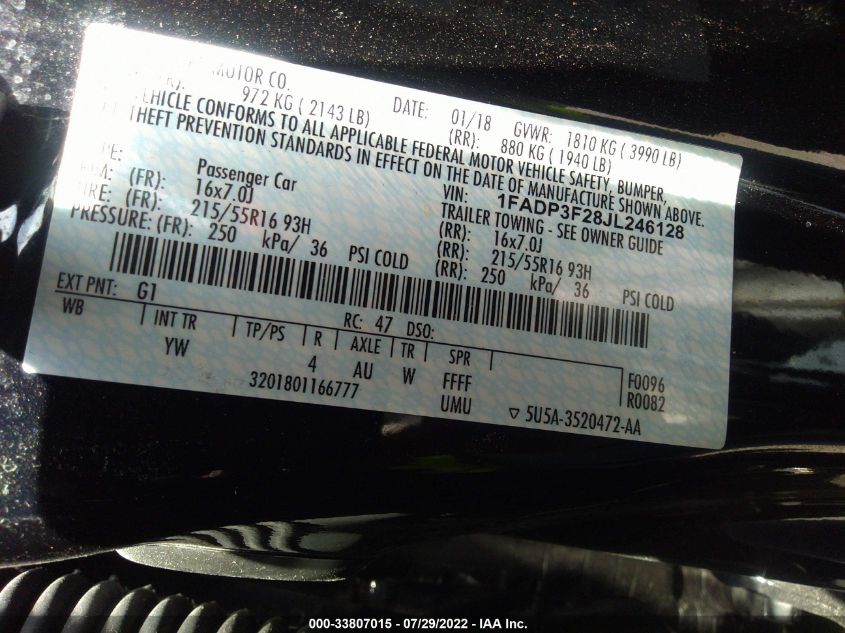 MOTOR CO.
DATE: 01/18 GVWR: 1810 KG ( 3990 LB)
972 KG ( 2143 LB) (RR): 880 KG ( 1940 LB)
VEHICLE CONFORMS TO ALL APPLICABLE FEDERAL MOTOR VEHICLE SAFETY, BUMPER,
THEFT PREVENTION STANDARDS IN EFFECT ON THE DATE OF MANUFACTURE SHOWN ABOVE.
VIN: 1FADP3F28JL246128
Passenger Car TRAILER TOWING - SEE OWNER GUIDE
(FR): 16x7.0J (RR): 16x7.0J
(FR): 215/55R16 93H (RR): 215/55R16 93H
PRESSURE: (FR): 250 kPa/ 36 PSI COLD (RR): 250 kPa/ 36 PSI COLD
EXT PNT: G1 RC: 47 DSO:
WB INT TR TP/PS R AXLE TR SPR F0096
YW 4 AU W FFFF R0082
3201801166777 UMU ▽ 5U5A-3520472-AA
000-33807015 - 07/29/2022 - IAA Inc.